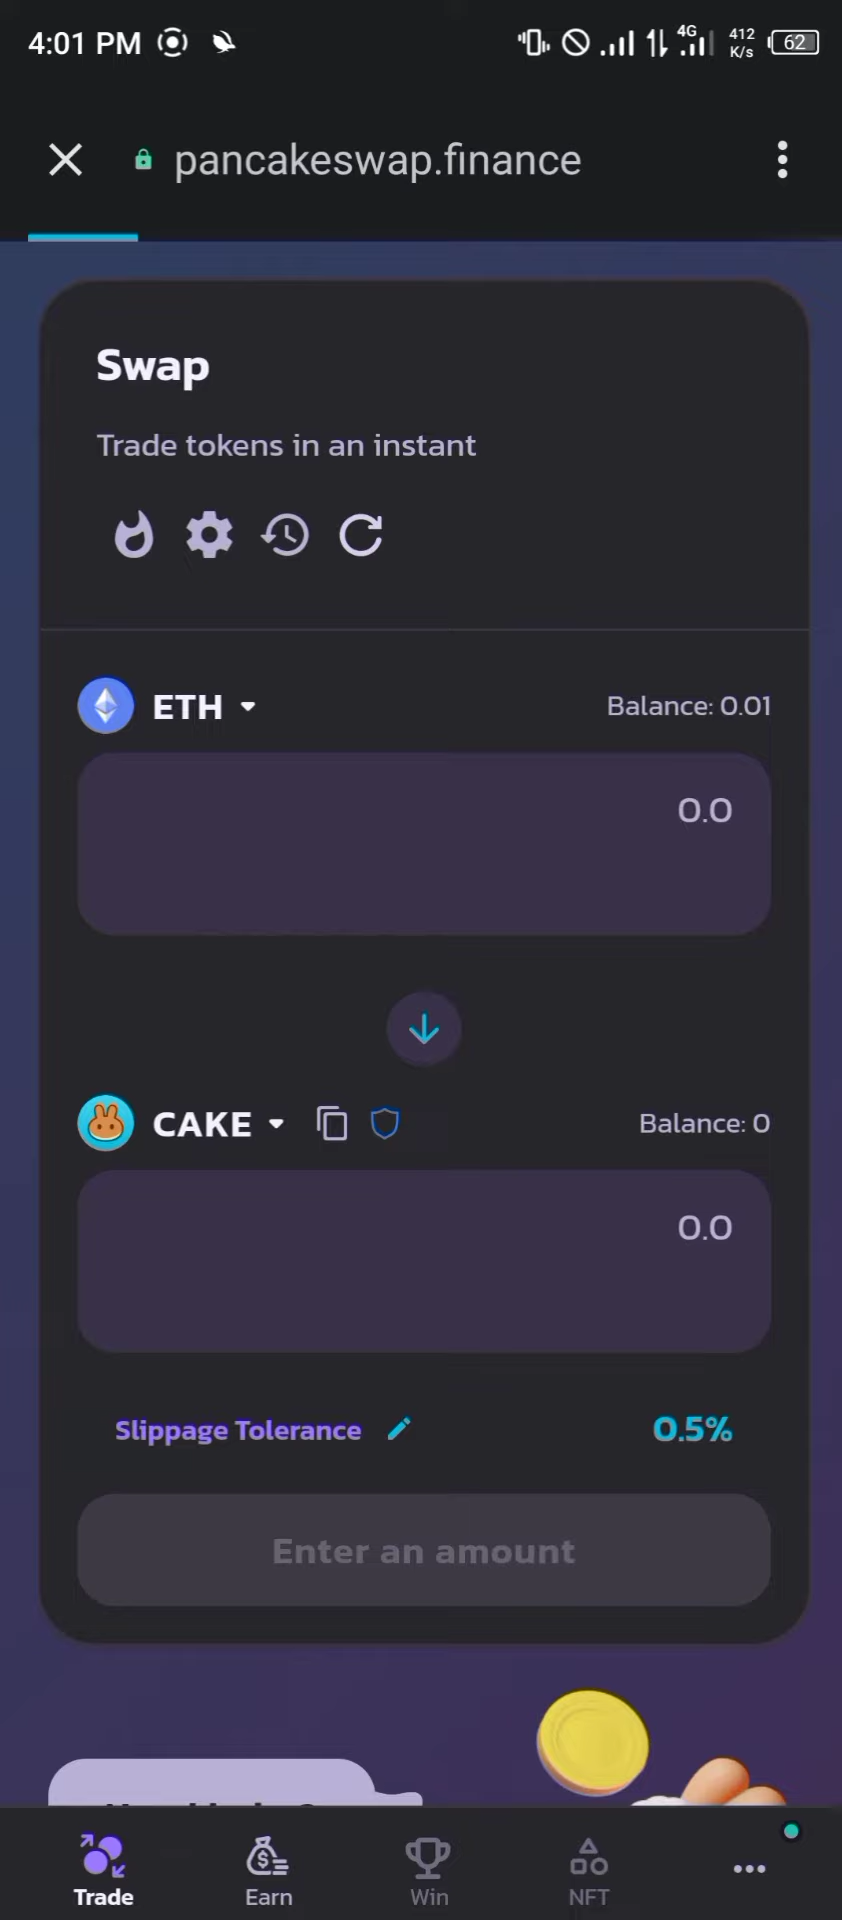 4:01 PM
4G
412
K/s
62
pancakeswap.finance
Swap
Trade tokens in an instant
ETH
Balance: 0.01
0.0
CAKE
Balance: 0
0.0
Slippage Tolerance
0.5%
Enter an amount
Trade
Earn
Win
NFT